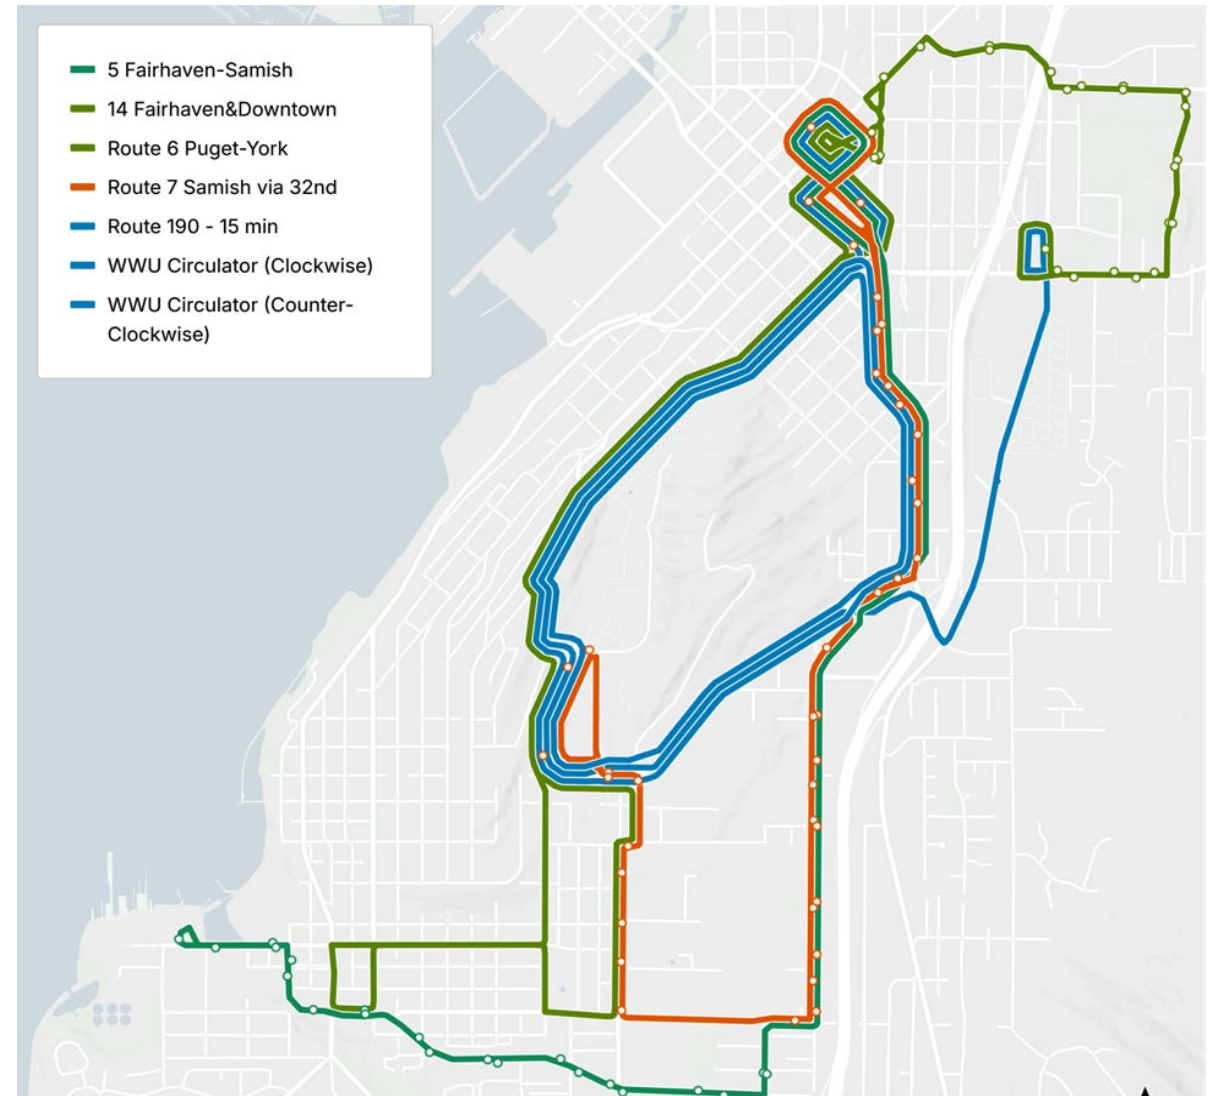 5 Fairhaven-Samish
14 Fairhaven&Downtown
Route 6 Puget-York
Route 7 Samish via 32nd
Route 190 - 15 min
WWU Circulator (Clockwise)
WWU Circulator (Counter-
Clockwise)